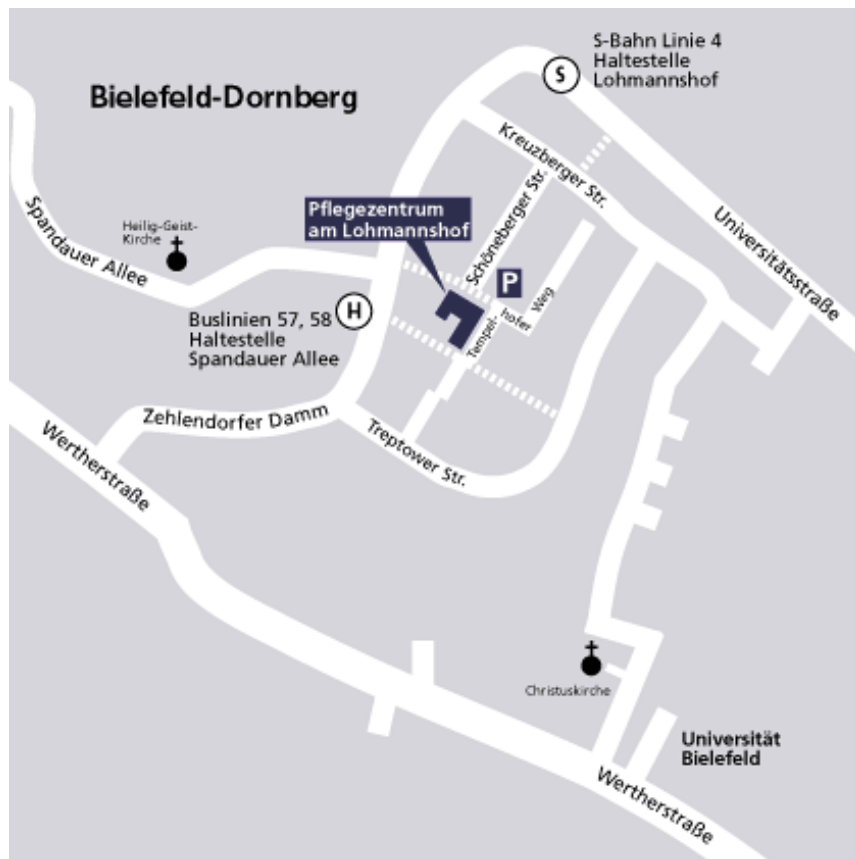 S-Bahn Linie 4
Haltestelle
Lohmannshof
S
Bielefeld-Dornberg
Kreuzberger Str.
Pflegezentrum
am Lohmannshof
Schöneberger Str.
Spandauer Allee
Heilig-Geist-
Kirche
Universitätsstraße
P
H
Buslinien 57, 58
Haltestelle
Spandauer Allee
Tempel-
hofer
Weg
Zehlendorfer Damm
Treptower Str.
Wertherstraße
Christuskirche
Universität
Bielefeld
Wertherstraße